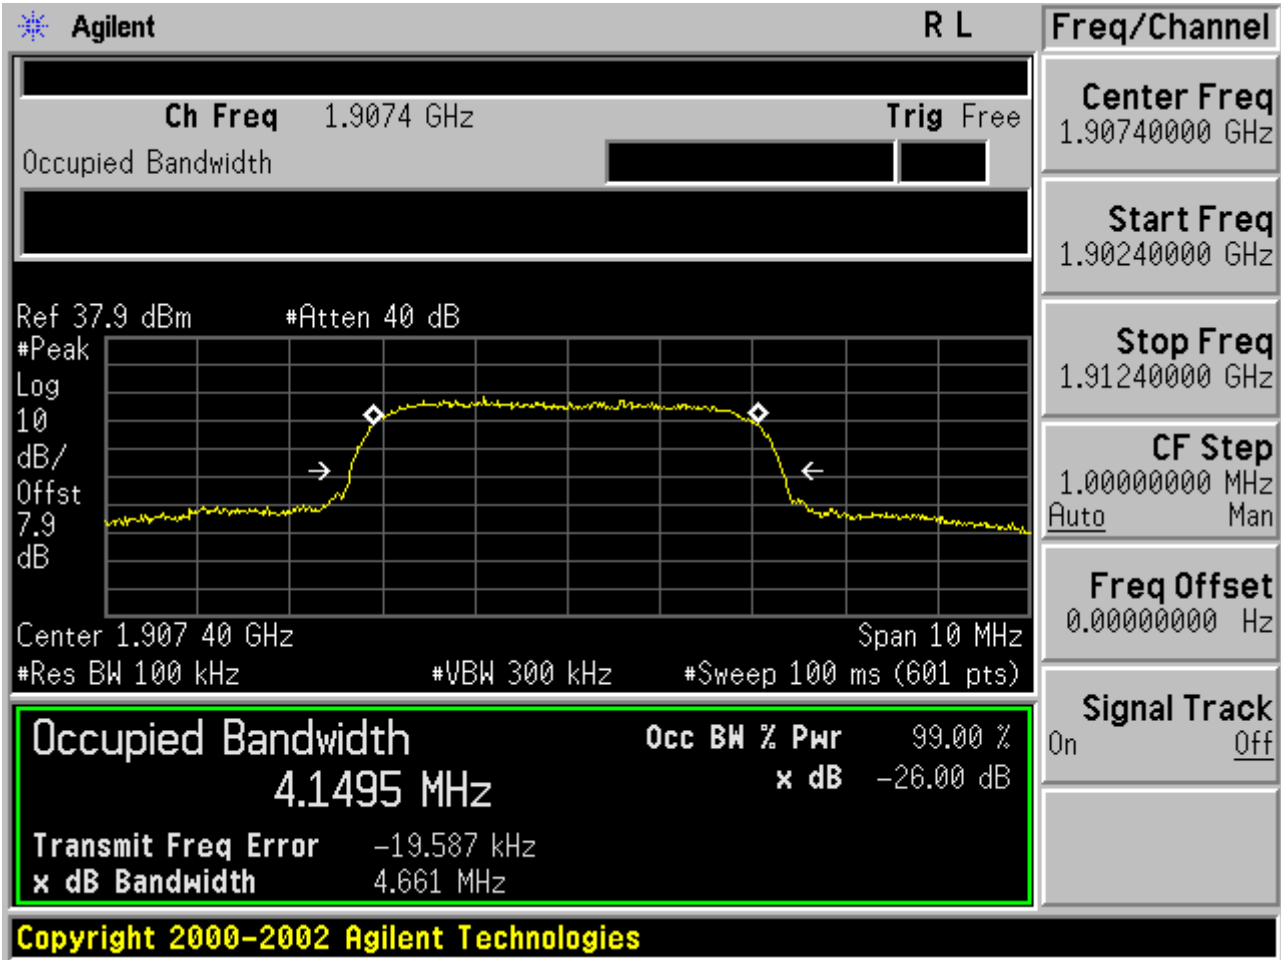 Agilent R L Freq/Channel
Ch Freq 1.9074 GHz Trig Free
Occupied Bandwidth
Center Freq
1.90740000 GHz
Start Freq
1.90240000 GHz
Stop Freq
1.91240000 GHz
CF Step
1.00000000 MHz
Auto Man
Freq Offset
0.00000000 Hz
Signal Track
On Off
Ref 37.9 dBm #Atten 40 dB
#Peak
Log
10
dB/
Offst
7.9
dB
Center 1.907 40 GHz Span 10 MHz
#Res BW 100 kHz #VBW 300 kHz #Sweep 100 ms (601 pts)
Occupied Bandwidth Occ BW % Pwr 99.00 %
4.1495 MHz x dB -26.00 dB
Transmit Freq Error -19.587 kHz
x dB Bandwidth 4.661 MHz
Copyright 2000-2002 Agilent Technologies